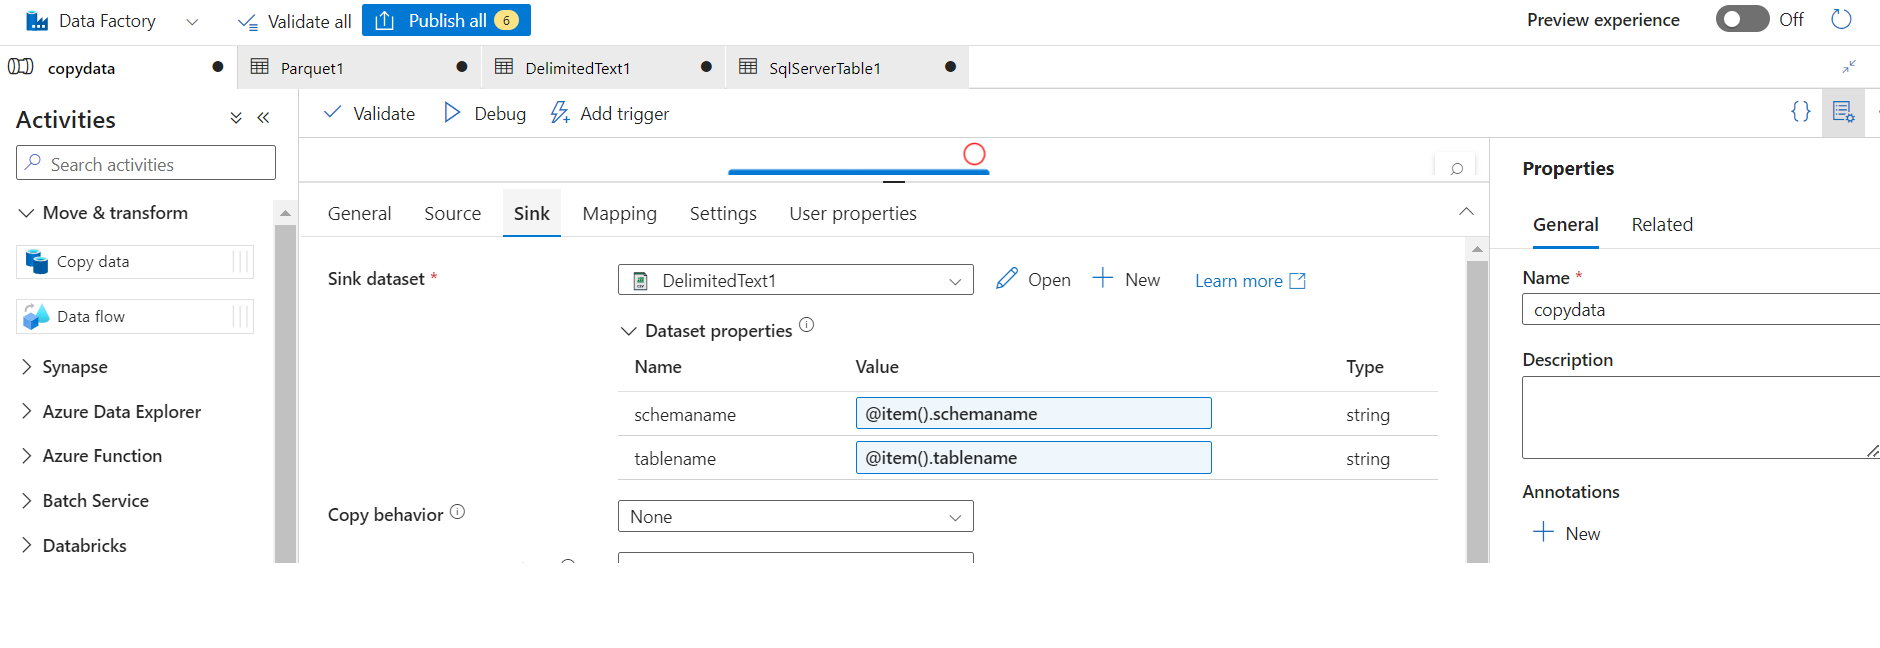 Data Factory
Validate all
Publish all 6
Preview experience
Off
copydata
Parquet1
DelimitedText1
SqlServerTable1
Activities
Validate
Debug
Add trigger
{}
Search activities
Properties
Move & transform
General
Source
Sink
Mapping
Settings
User properties
General
Related
Copy data
Sink dataset *
DelimitedText1
Open
New
Learn more
Name *
Data flow
Dataset properties
copydata
Synapse
Name
Value
Type
Description
Azure Data Explorer
schemaname
@item().schemaname
string
Azure Function
tablename
@item().tablename
string
Annotations
Batch Service
Copy behavior
None
New
Databricks